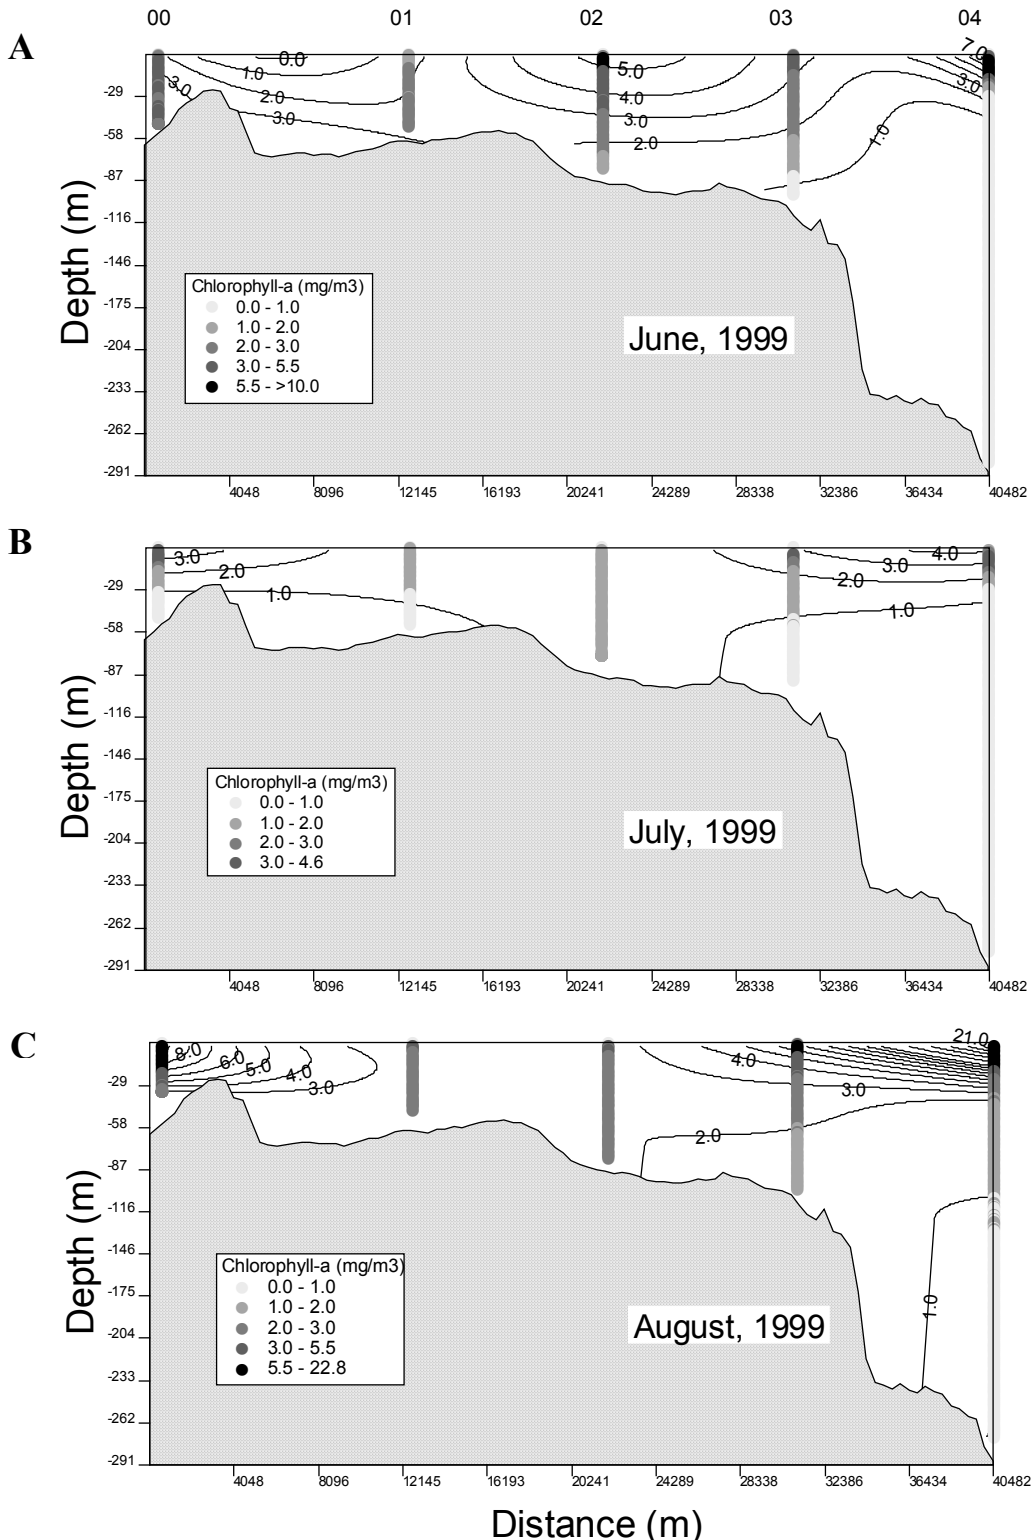 00 01 02 03 04
A
7.0
0.0
1.0
5.0
3.0
3.0
2.0
4.0
3.0
3.0
2.0
1.0
-29
-58
-87
-116
-146
-175
-204
-233
-262
-291
Depth (m)
Chlorophyll-a (mg/m3)
0.0 - 1.0
1.0 - 2.0
2.0 - 3.0
3.0 - 5.5
5.5 - >10.0
June, 1999
4048 8096 12145 16193 20241 24289 28338 32386 36434 40482
B
3.0
4.0
2.0
3.0
2.0
1.0
1.0
-29
-58
-87
-116
-146
-175
-204
-233
-262
-291
Depth (m)
Chlorophyll-a (mg/m3)
0.0 - 1.0
1.0 - 2.0
2.0 - 3.0
3.0 - 4.6
July, 1999
4048 8096 12145 16193 20241 24289 28338 32386 36434 40482
C
21.0
8.0
6.0
5.0
4.0
4.0
3.0
3.0
2.0
1.0
-29
-58
-87
-116
-146
-175
-204
-233
-262
-291
Depth (m)
Chlorophyll-a (mg/m3)
0.0 - 1.0
1.0 - 2.0
2.0 - 3.0
3.0 - 5.5
5.5 - 22.8
August, 1999
4048 8096 12145 16193 20241 24289 28338 32386 36434 40482
Distance (m)